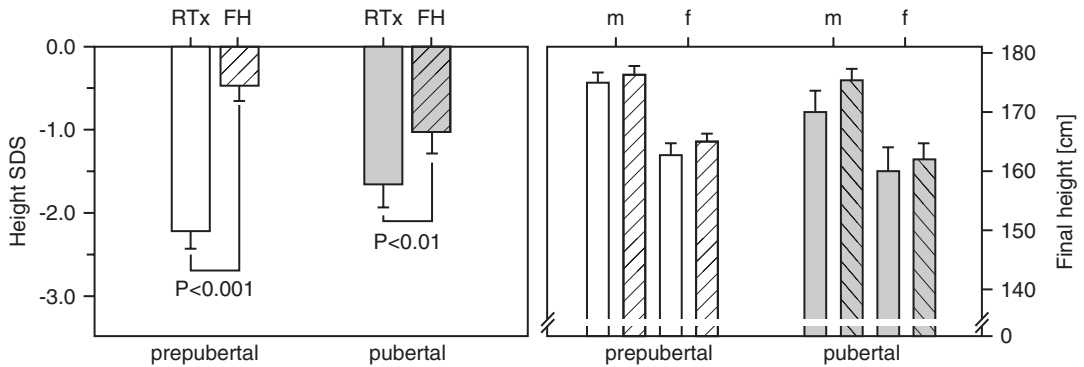 RTx FH RTx FH m f m f
0.0
-1.0
-2.0
-3.0
Height SDS
P<0.001
P<0.01
prepubertal pubertal
180
170
160
150
140
0
Final height [cm]
prepubertal pubertal